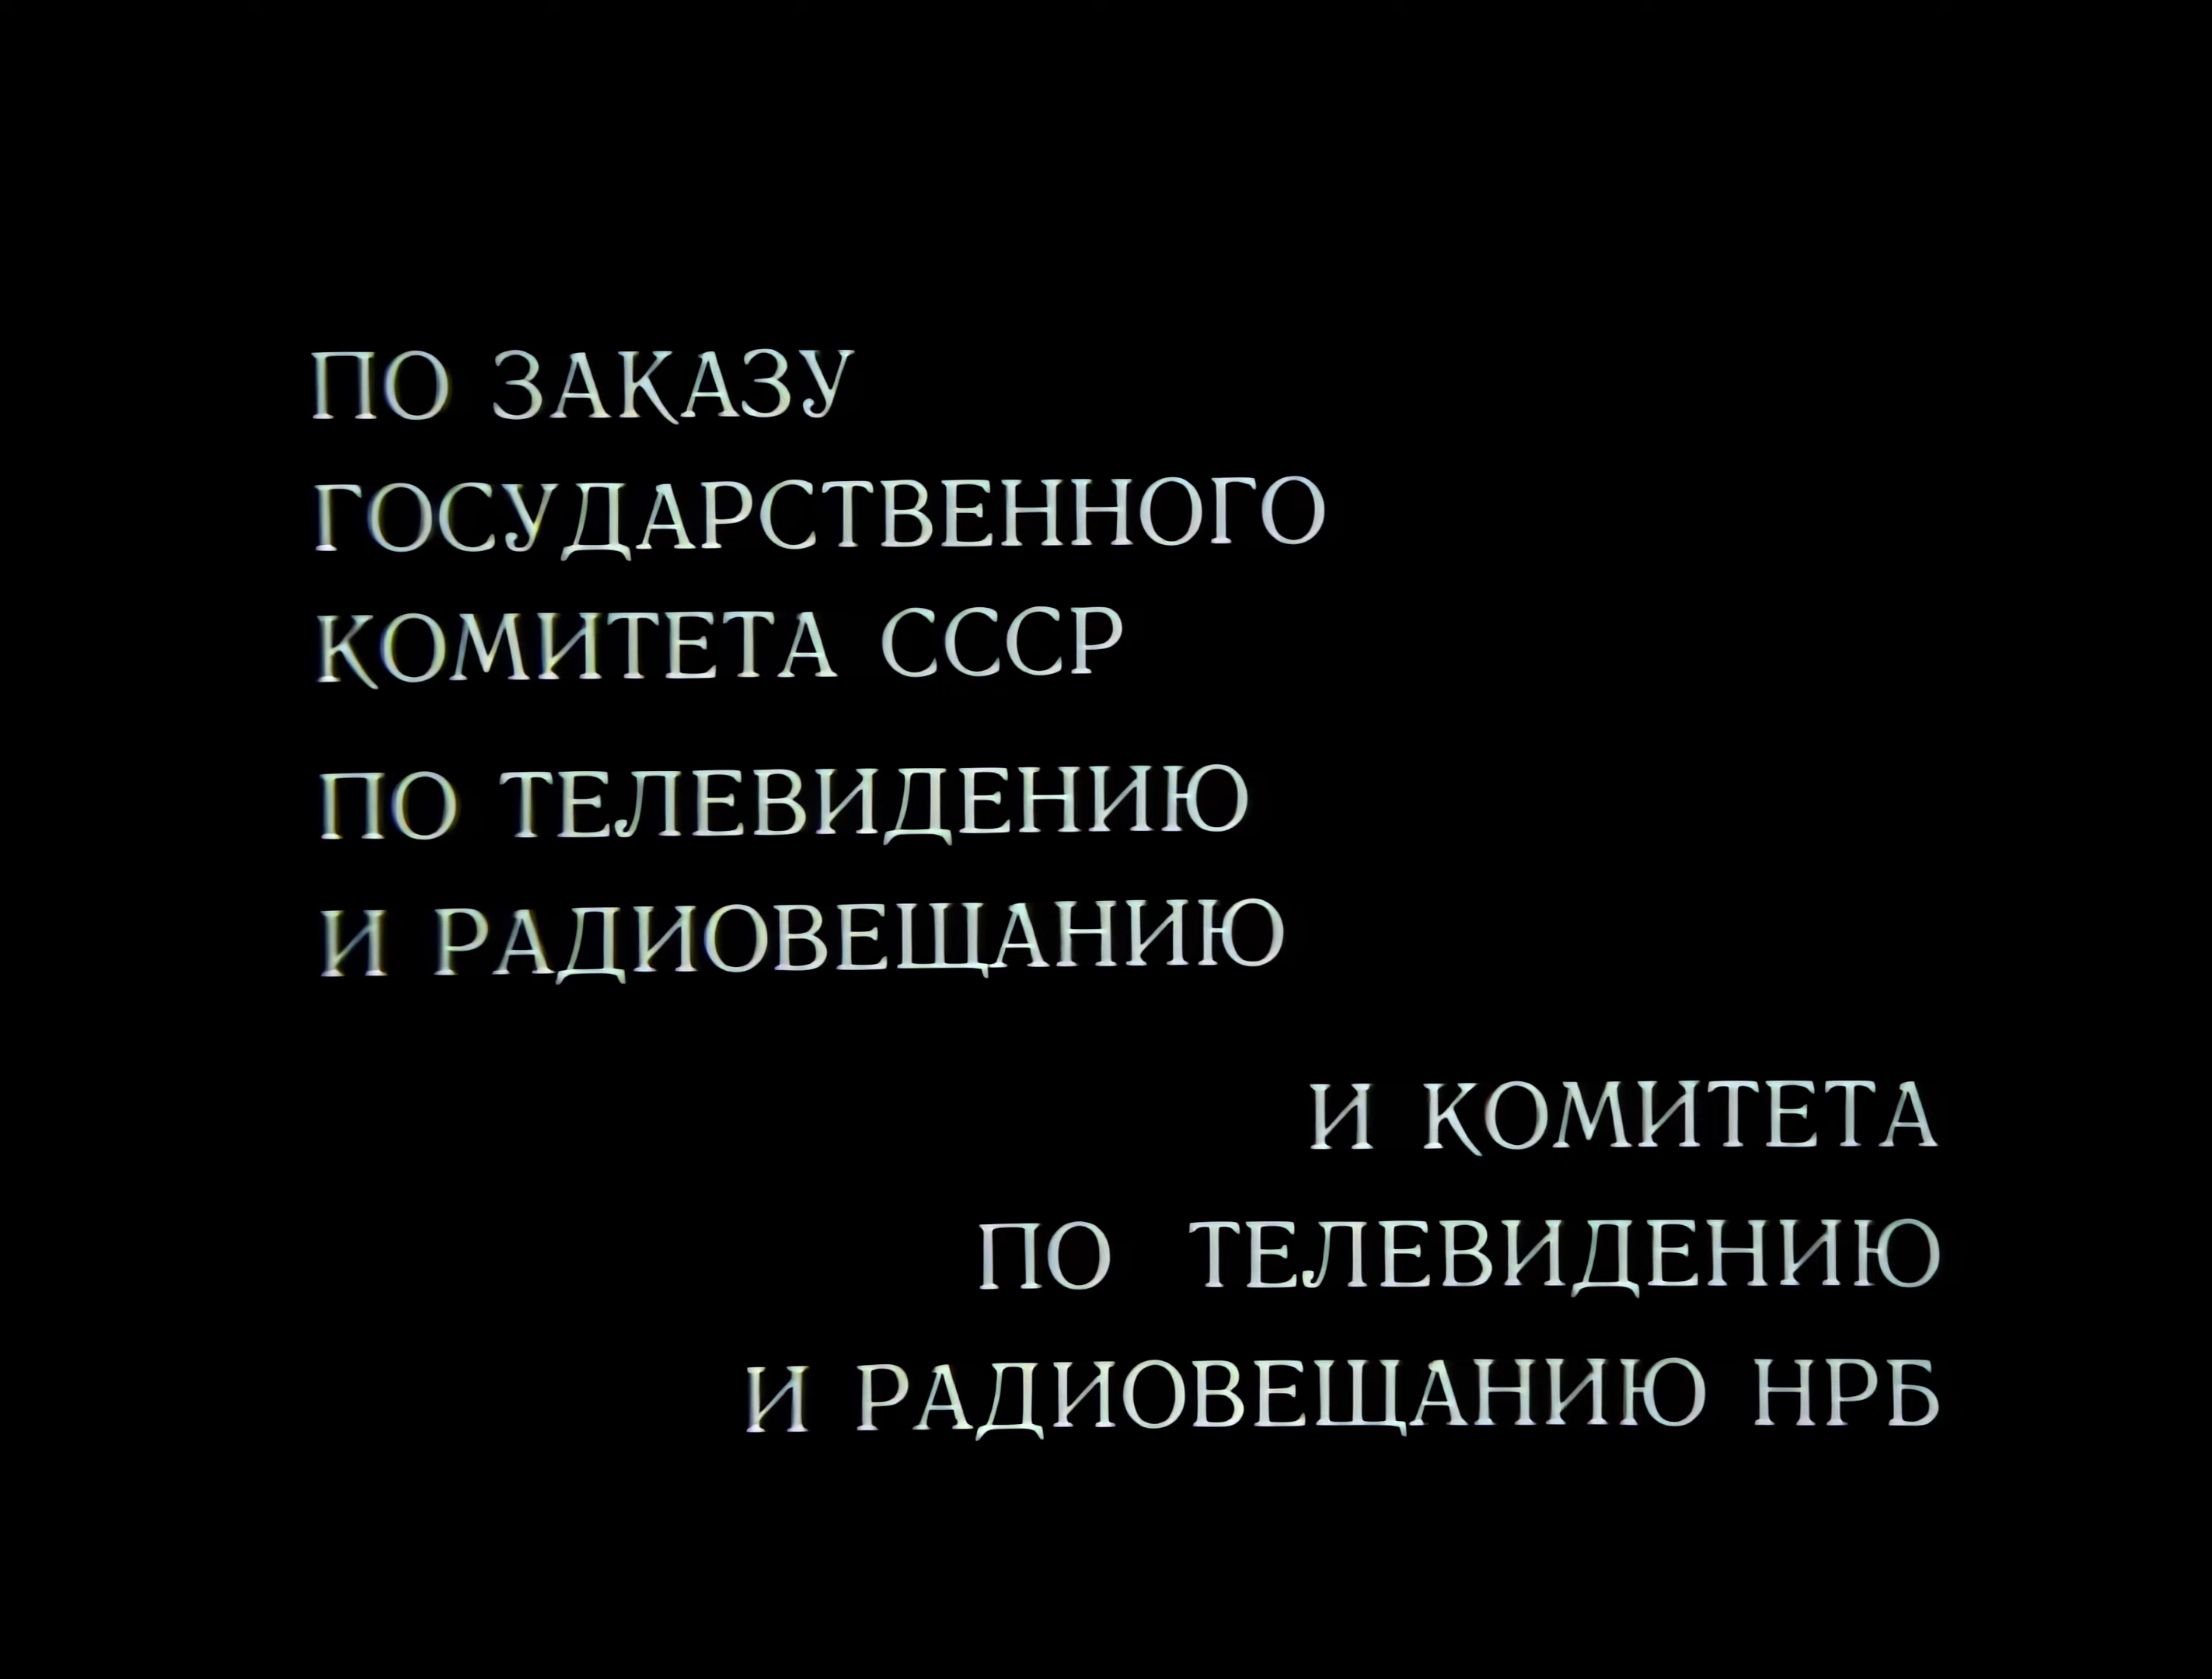 ПО ЗАКАЗУ
ГОСУДАРСТВЕННОГО
КОМИТЕТА СССР
ПО ТЕЛЕВИДЕНИЮ
И РАДИОВЕЩАНИЮ
И КОМИТЕТА
ПО ТЕЛЕВИДЕНИЮ
И РАДИОВЕЩАНИЮ НРБ